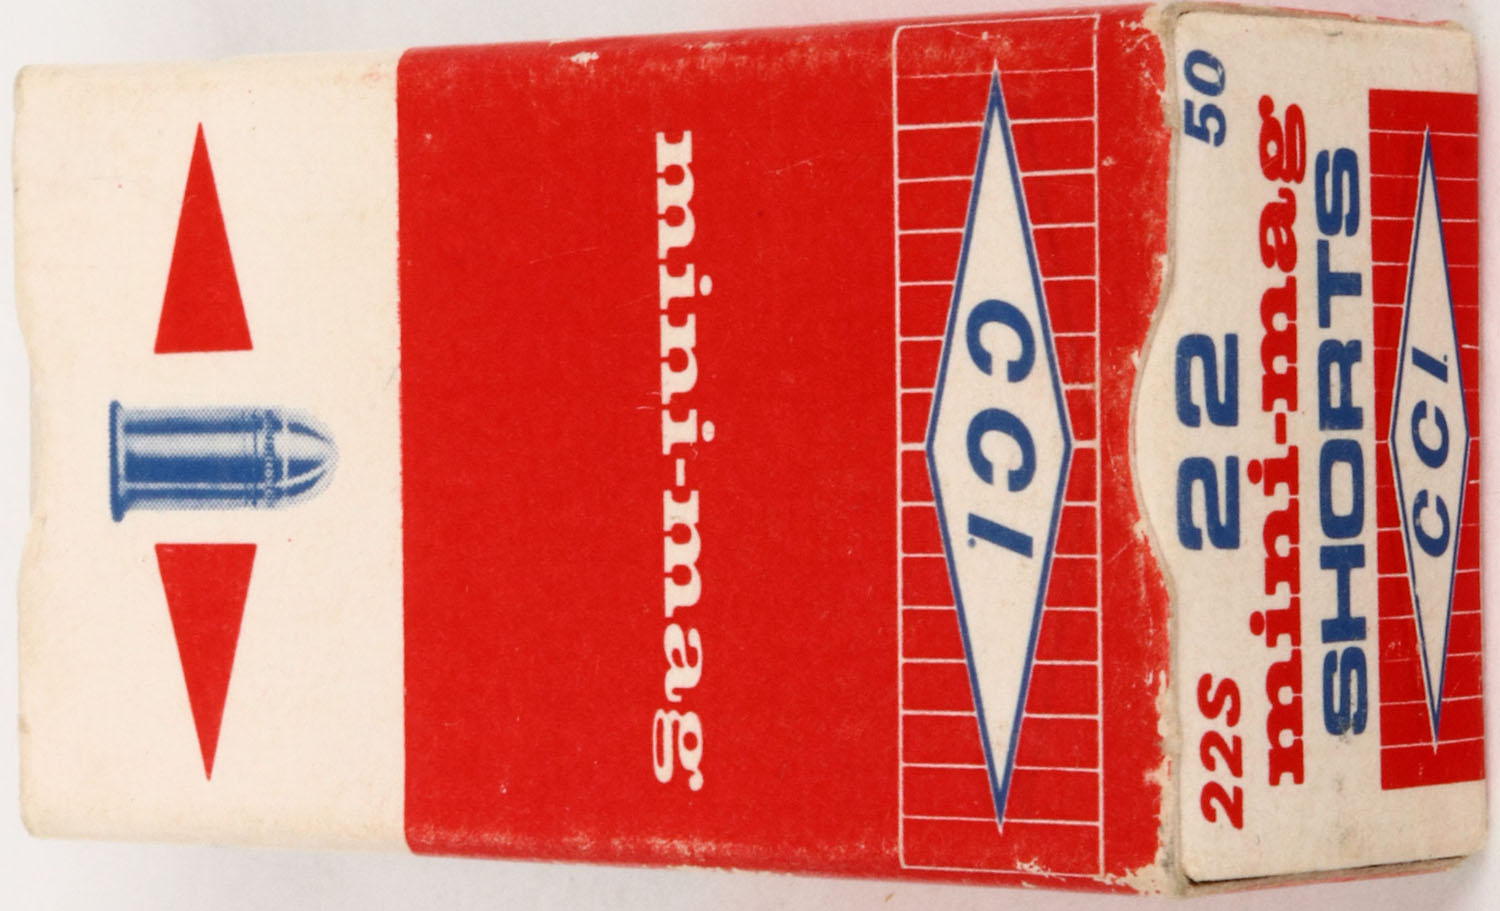 mini-mag
CCI.
22S 22 50
mini-mag
SHORTS
CCI.